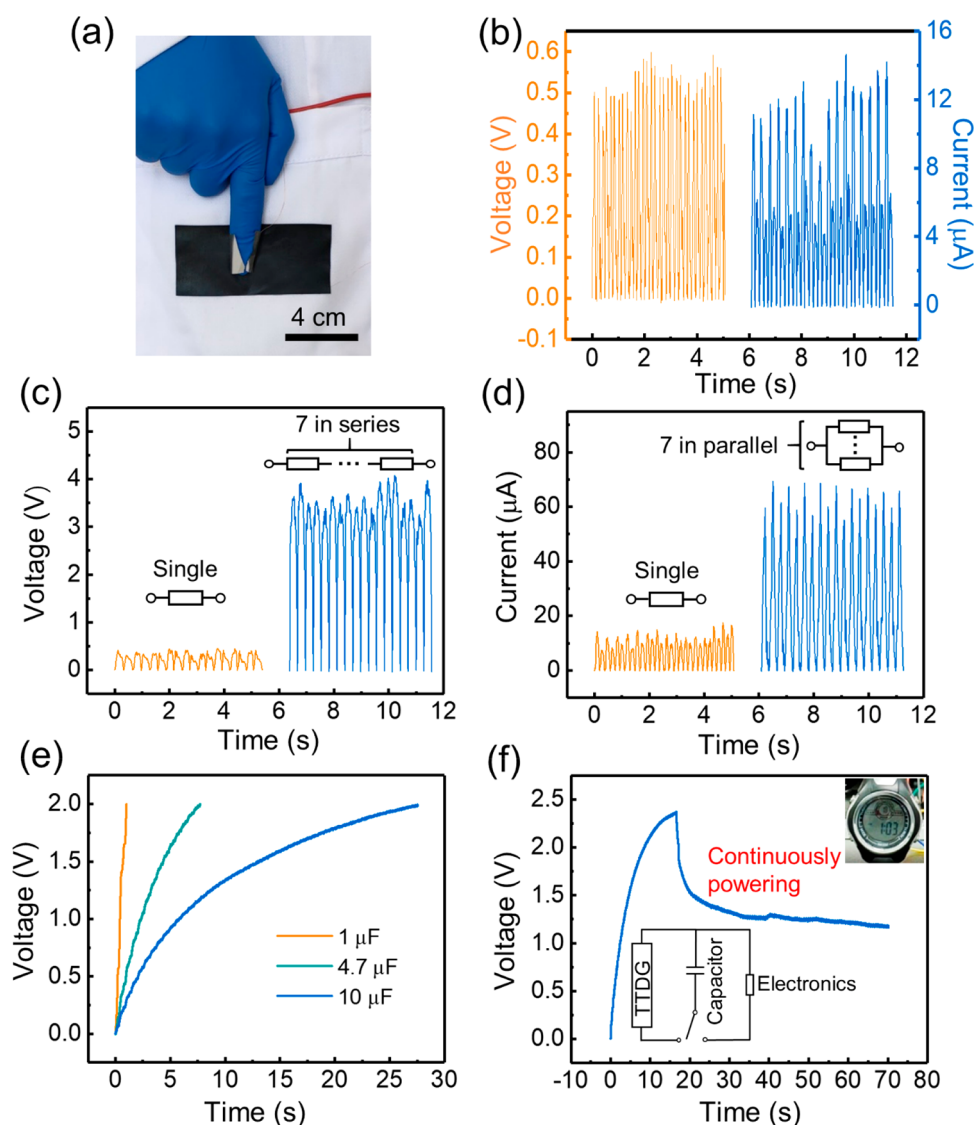 (a)
4 cm
(b)
0.6
0.5
0.4
0.3
0.2
0.1
0.0
-0.1
Voltage (V)
16
12
8
4
0
Current (μA)
0 2 4 6 8 10 12
Time (s)
(c)
5
4
3
2
1
0
Voltage (V)
7 in series
Single
0 2 4 6 8 10 12
Time (s)
(d)
80
60
40
20
0
Current (μA)
7 in parallel
Single
0 2 4 6 8 10 12
Time (s)
(e)
2.0
1.5
1.0
0.5
0.0
Voltage (V)
1 μF
4.7 μF
10 μF
0 5 10 15 20 25 30
Time (s)
(f)
2.5
2.0
1.5
1.0
0.5
0.0
Voltage (V)
1:03
Continuously
powering
TTDG
Capacitor
Electronics
-10 0 10 20 30 40 50 60 70 80
Time (s)